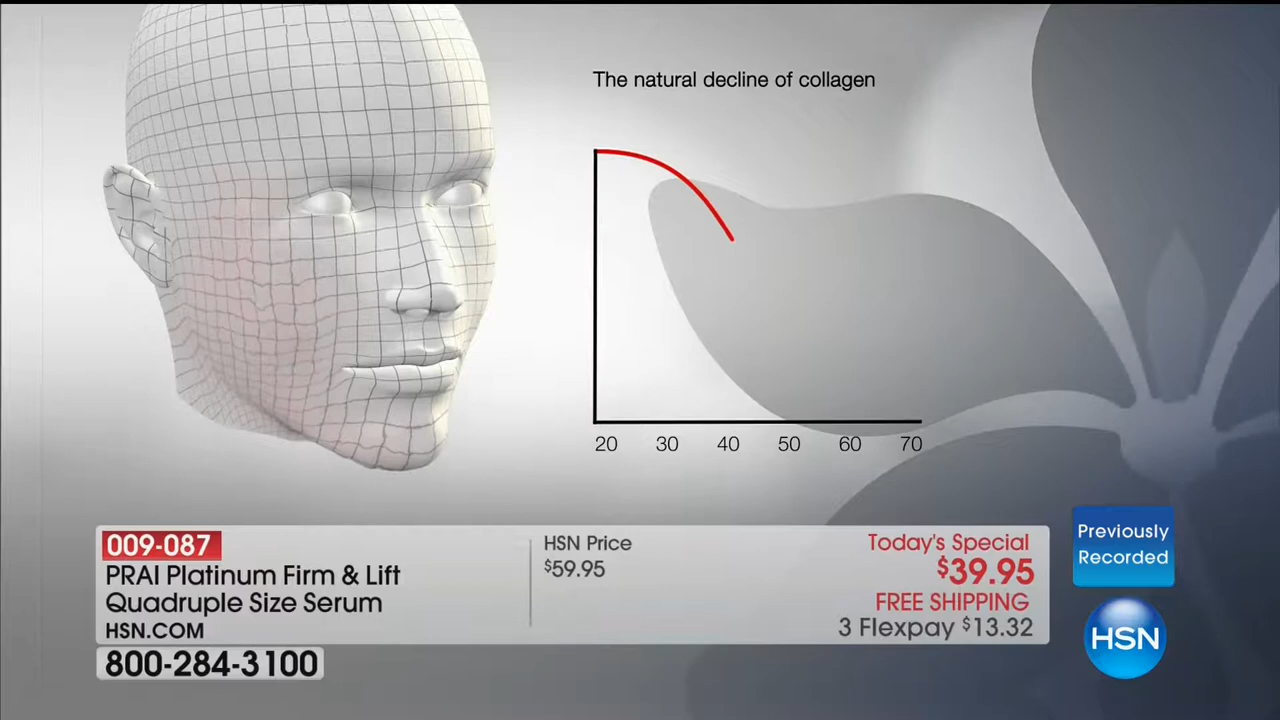 The natural decline of collagen
20 30 40 50 60 70
009-087
PRAI Platinum Firm & Lift
Quadruple Size Serum
HSN.COM
800-284-3100
HSN Price
$59.95
Today's Special
$39.95
FREE SHIPPING
3 Flexpay $13.32
Previously
Recorded
HSN